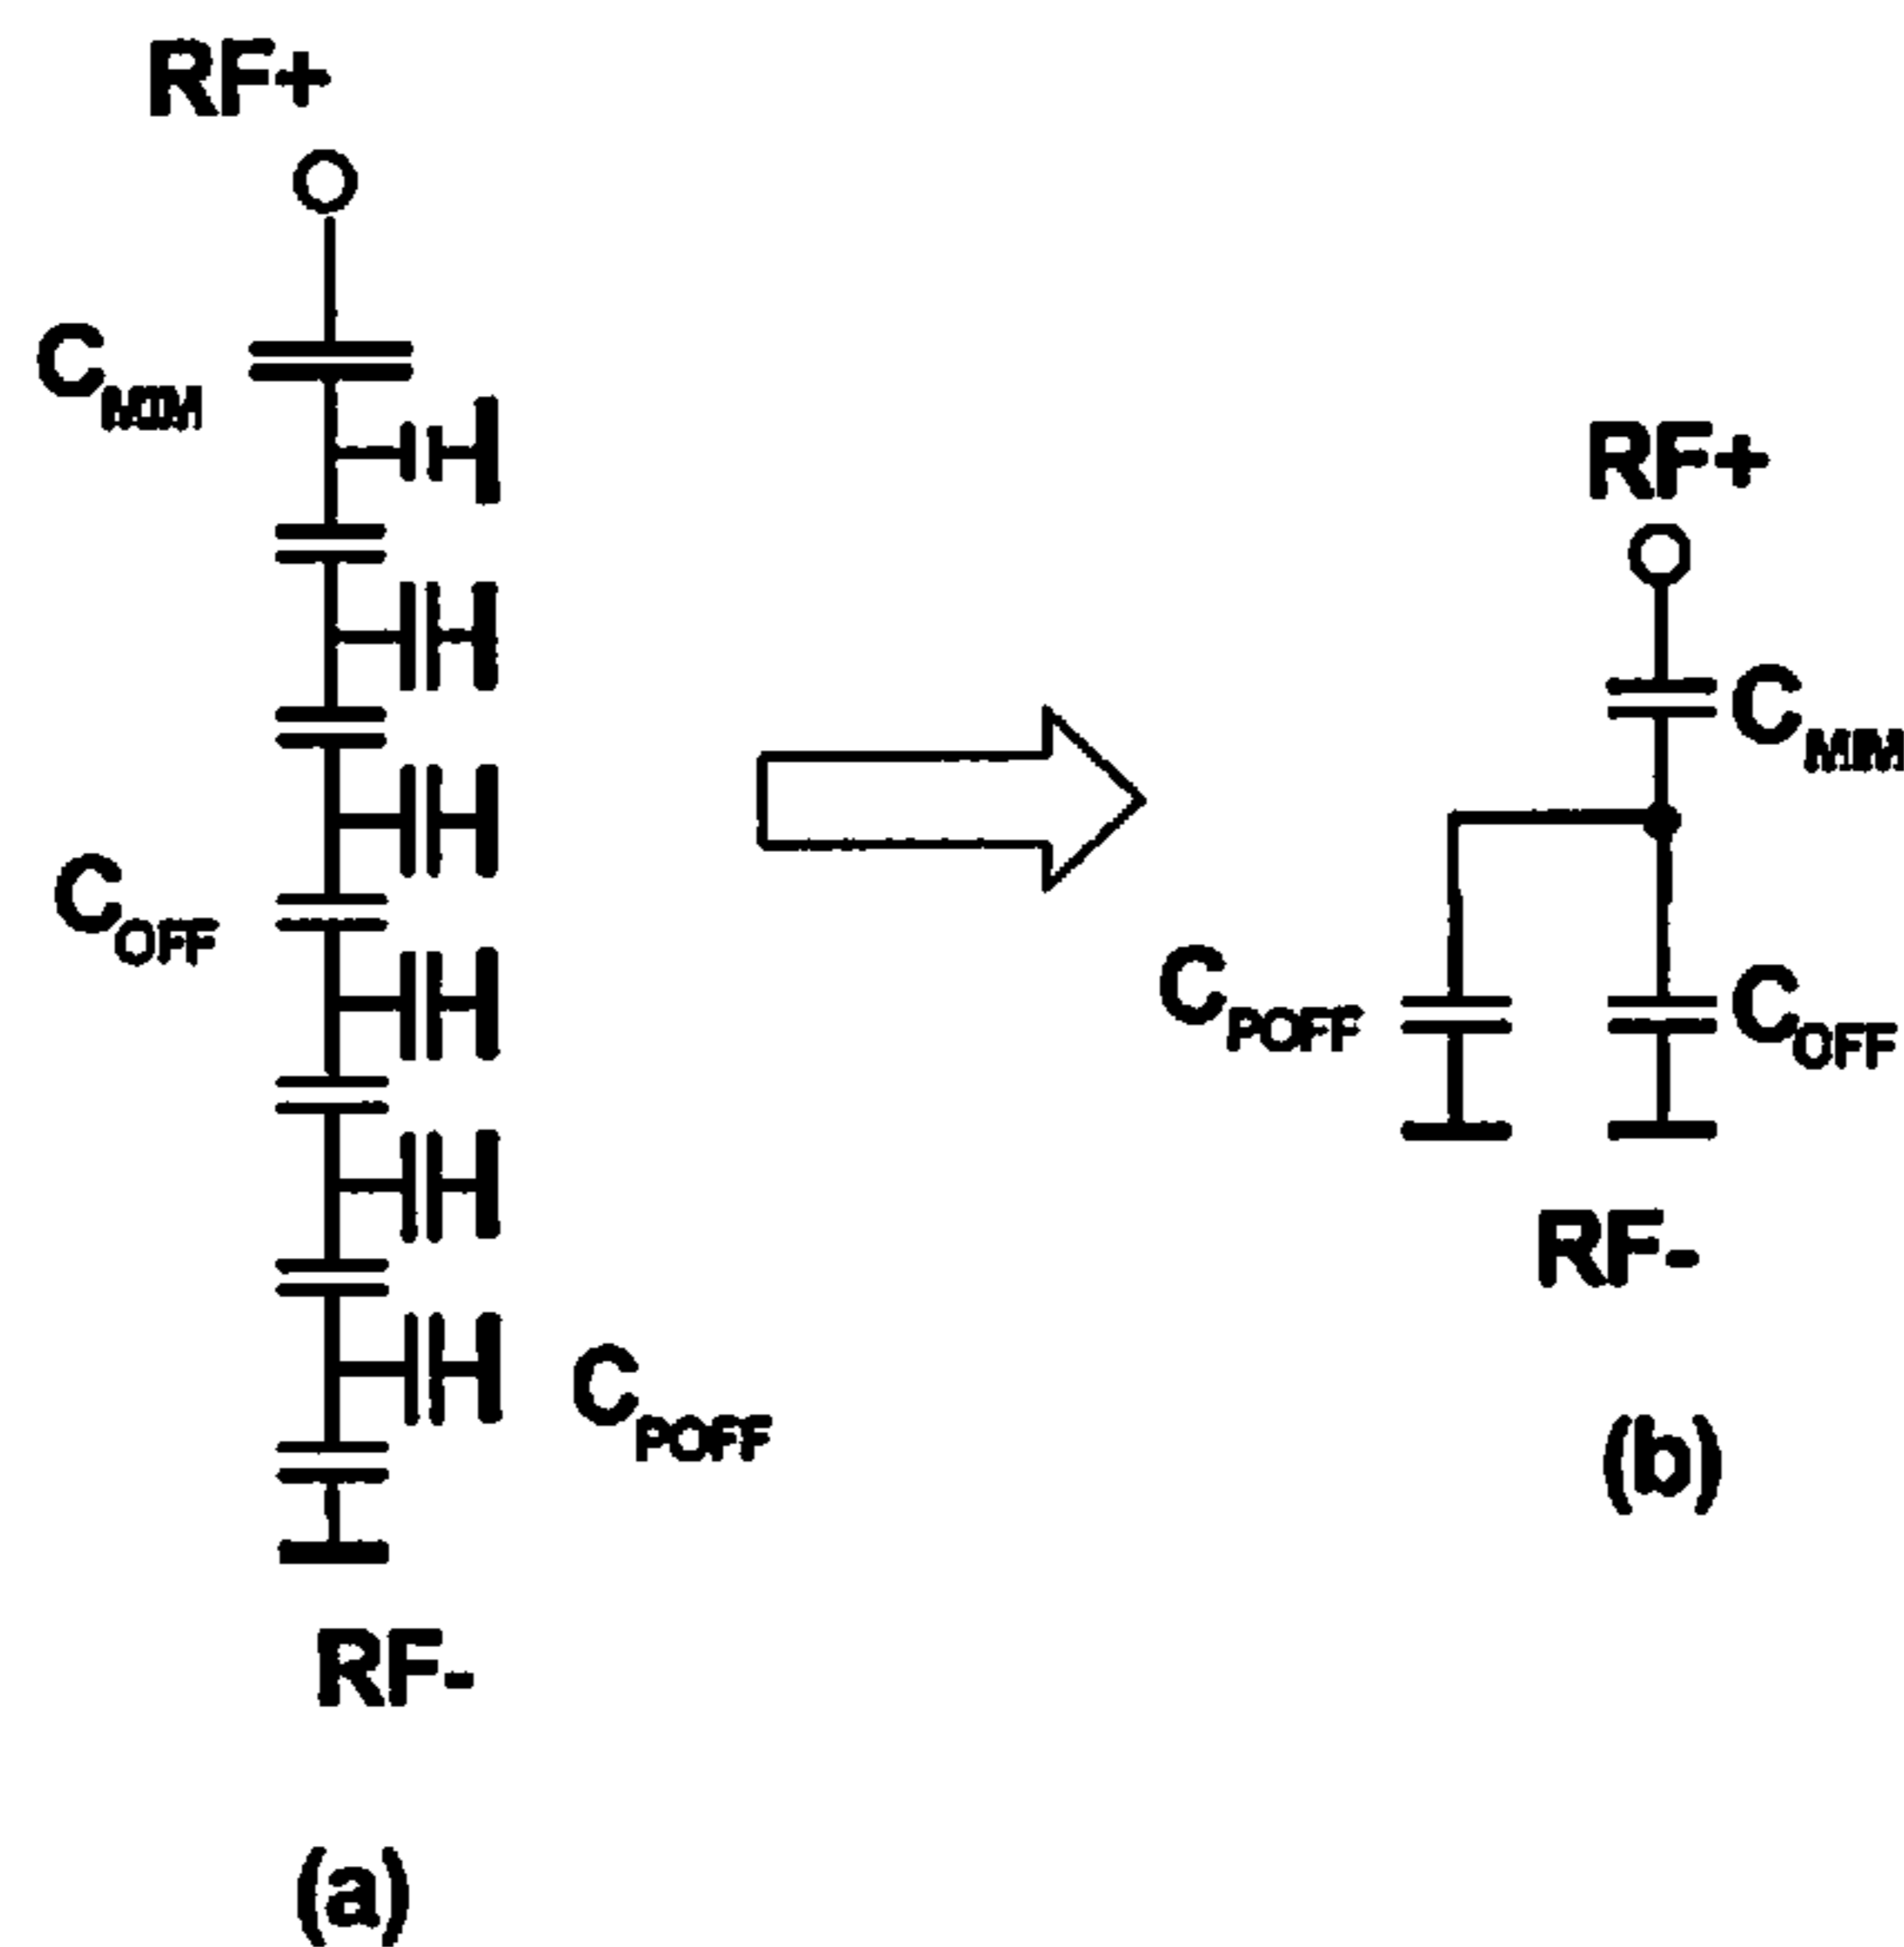 RF+
C_MIM
C_OFF
C_POFF
RF-
(a)
RF+
C_MIM
C_POFF
C_OFF
RF-
(b)